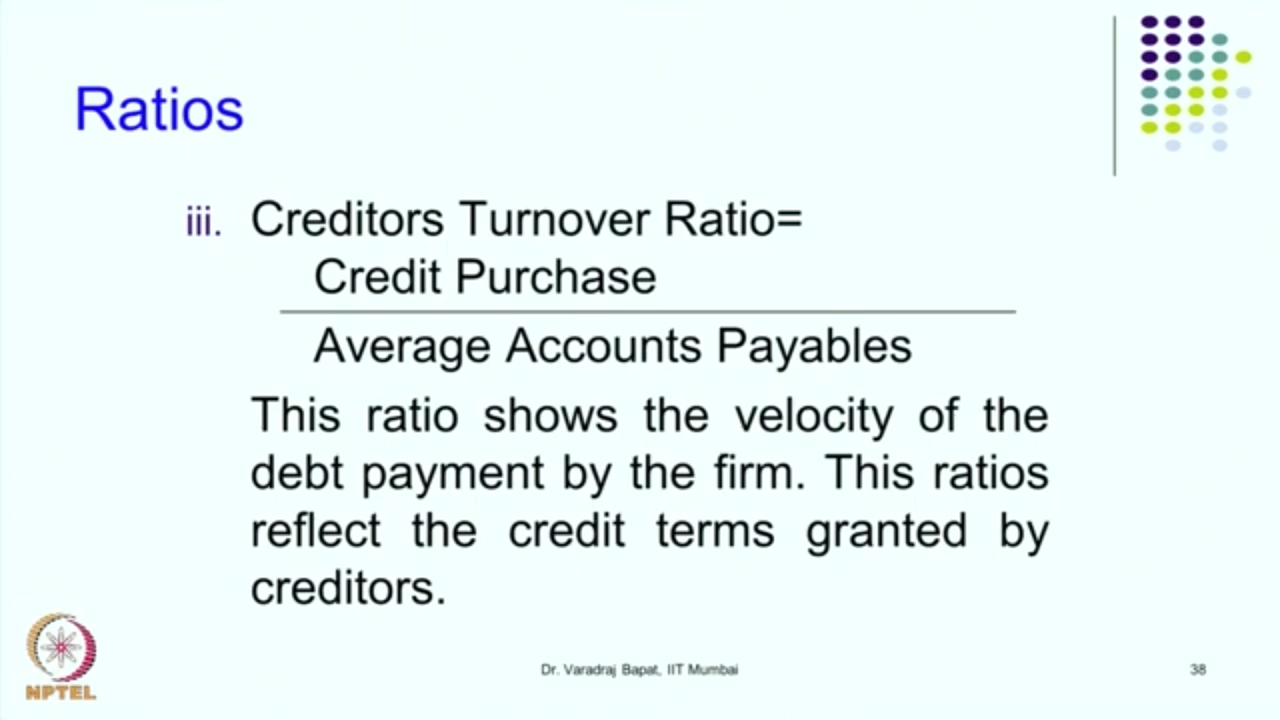 Ratios
iii. Creditors Turnover Ratio=
Credit Purchase
Average Accounts Payables
This ratio shows the velocity of the
debt payment by the firm. This ratios
reflect the credit terms granted by
creditors.
NPTEL
Dr. Varadraj Bapat, IIT Mumbai
38